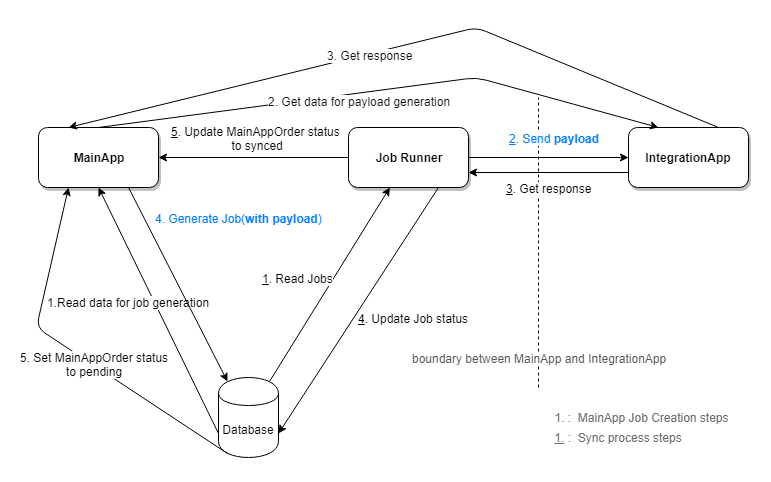 3. Get response
2. Get data for payload generation
5. Update MainAppOrder status
to synced
2. Send payload
MainApp
Job Runner
IntegrationApp
3. Get response
4. Generate Job(with payload)
1. Read Jobs
1.Read data for job generation
4. Update Job status
5. Set MainAppOrder status
to pending
boundary between MainApp and IntegrationApp
Database
1. : MainApp Job Creation steps
1. : Sync process steps